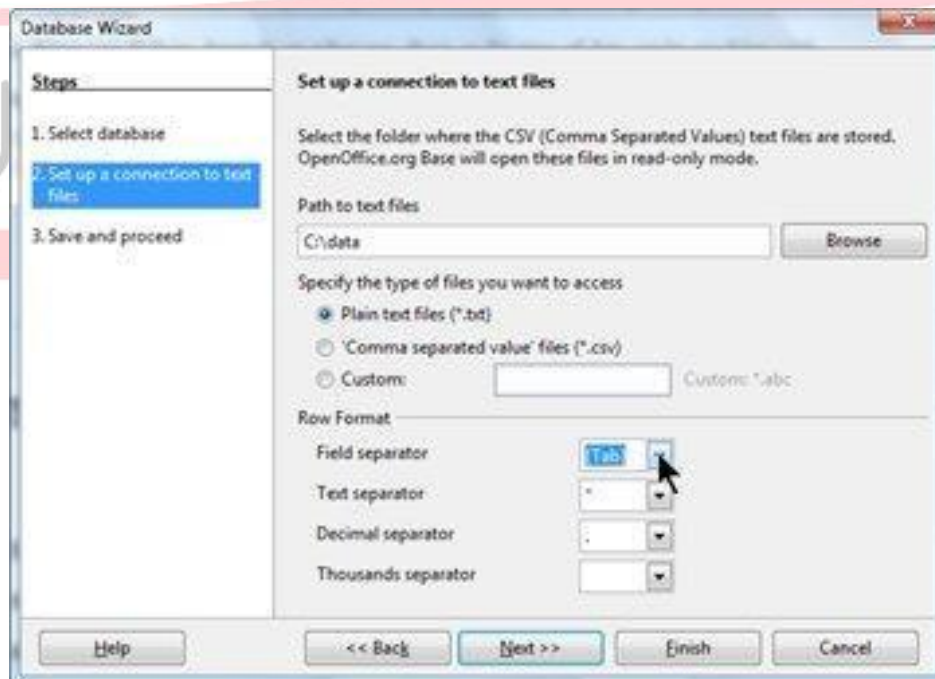 Database Wizard
Steps
1. Select database
2. Set up a connection to text
files
3. Save and proceed
Set up a connection to text files
Select the folder where the CSV (Comma Separated Values) text files are stored.
OpenOffice.org Base will open these files in read-only mode.
Path to text files
C:\data
Browse
Specify the type of files you want to access
Plain text files (*.txt)
'Comma separated value' files (*.csv)
Custom:
Custom: *.abc
Row Format
Field separator
{Tab}
Text separator
"
Decimal separator
.
Thousands separator
Help
<< Back
Next >>
Finish
Cancel